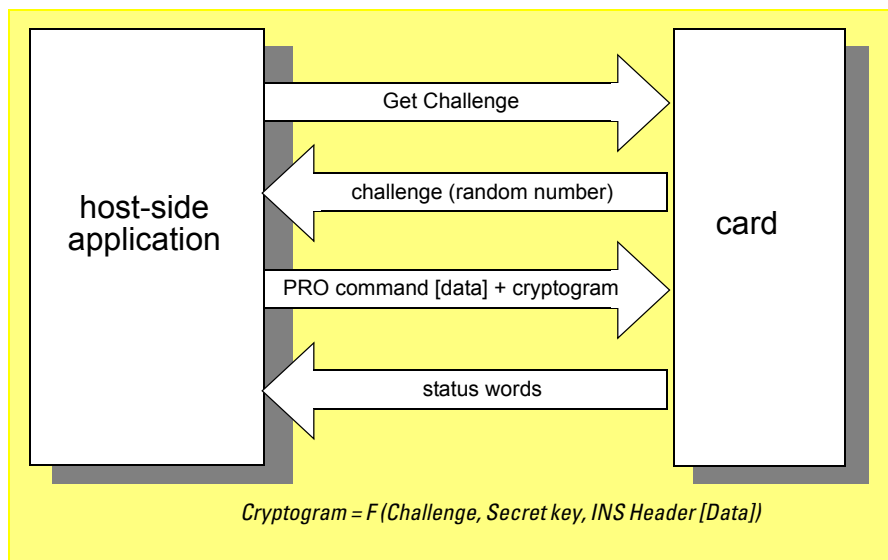 Get Challenge
challenge (random number)
host-side
application
card
PRO command [data] + cryptogram
status words
Cryptogram = F (Challenge, Secret key, INS Header [Data])